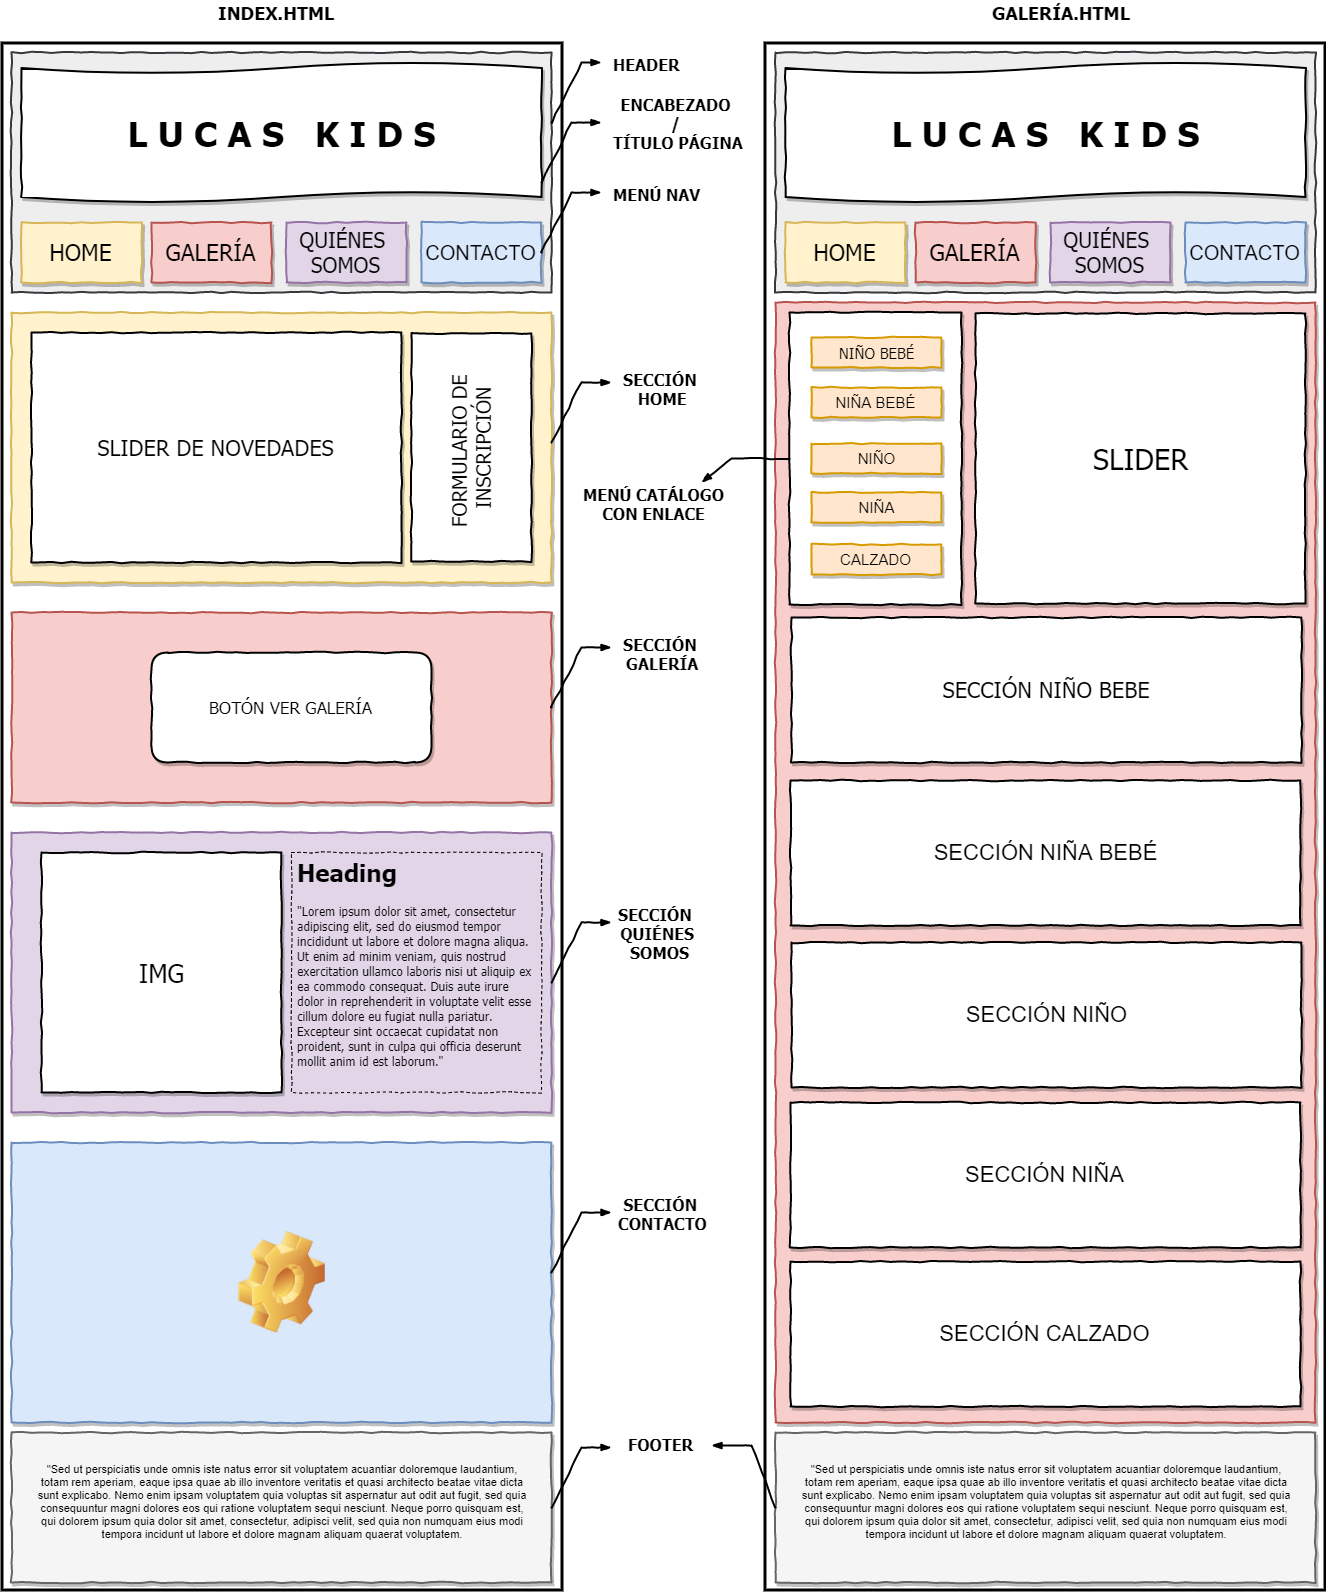 INDEX.HTML
LUCAS KIDS
HOME
GALERÍA
QUIÉNES
SOMOS
CONTACTO
SLIDER DE NOVEDADES
FORMULARIO DE
INSCRIPCIÓN
BOTÓN VER GALERÍA
IMG
Heading
"Lorem ipsum dolor sit amet, consectetur
adipiscing elit, sed do eiusmod tempor
incididunt ut labore et dolore magna aliqua.
Ut enim ad minim veniam, quis nostrud
exercitation ullamco laboris nisi ut aliquip ex
ea commodo consequat. Duis aute irure
dolor in reprehenderit in voluptate velit esse
cillum dolore eu fugiat nulla pariatur.
Excepteur sint occaecat cupidatat non
proident, sunt in culpa qui officia deserunt
mollit anim id est laborum."
"Sed ut perspiciatis unde omnis iste natus error sit voluptatem acuantiar doloremque laudantium,
totam rem aperiam, eaque ipsa quae ab illo inventore veritatis et quasi architecto beatae vitae dicta
sunt explicabo. Nemo enim ipsam voluptatem quia voluptas sit aspernatur aut odit aut fugit, sed quia
consequuntur magni dolores eos qui ratione voluptatem sequi nesciunt. Neque porro quisquam est,
qui dolorem ipsum quia dolor sit amet, consectetur, adipisci velit, sed quia non numquam eius modi
tempora incidunt ut labore et dolore magnam aliquam quaerat voluptatem.
HEADER
ENCABEZADO
/
TÍTULO PÁGINA
MENÚ NAV
SECCIÓN
HOME
MENÚ CATÁLOGO
CON ENLACE
SECCIÓN
GALERÍA
SECCIÓN
QUIÉNES
SOMOS
SECCIÓN
CONTACTO
FOOTER
GALERÍA.HTML
LUCAS KIDS
HOME
GALERÍA
QUIÉNES
SOMOS
CONTACTO
NIÑO BEBÉ
NIÑA BEBÉ
NIÑO
NIÑA
CALZADO
SLIDER
SECCIÓN NIÑO BEBE
SECCIÓN NIÑA BEBÉ
SECCIÓN NIÑO
SECCIÓN NIÑA
SECCIÓN CALZADO
"Sed ut perspiciatis unde omnis iste natus error sit voluptatem acuantiar doloremque laudantium,
totam rem aperiam, eaque ipsa quae ab illo inventore veritatis et quasi architecto beatae vitae dicta
sunt explicabo. Nemo enim ipsam voluptatem quia voluptas sit aspernatur aut odit aut fugit, sed quia
consequuntur magni dolores eos qui ratione voluptatem sequi nesciunt. Neque porro quisquam est,
qui dolorem ipsum quia dolor sit amet, consectetur, adipisci velit, sed quia non numquam eius modi
tempora incidunt ut labore et dolore magnam aliquam quaerat voluptatem.